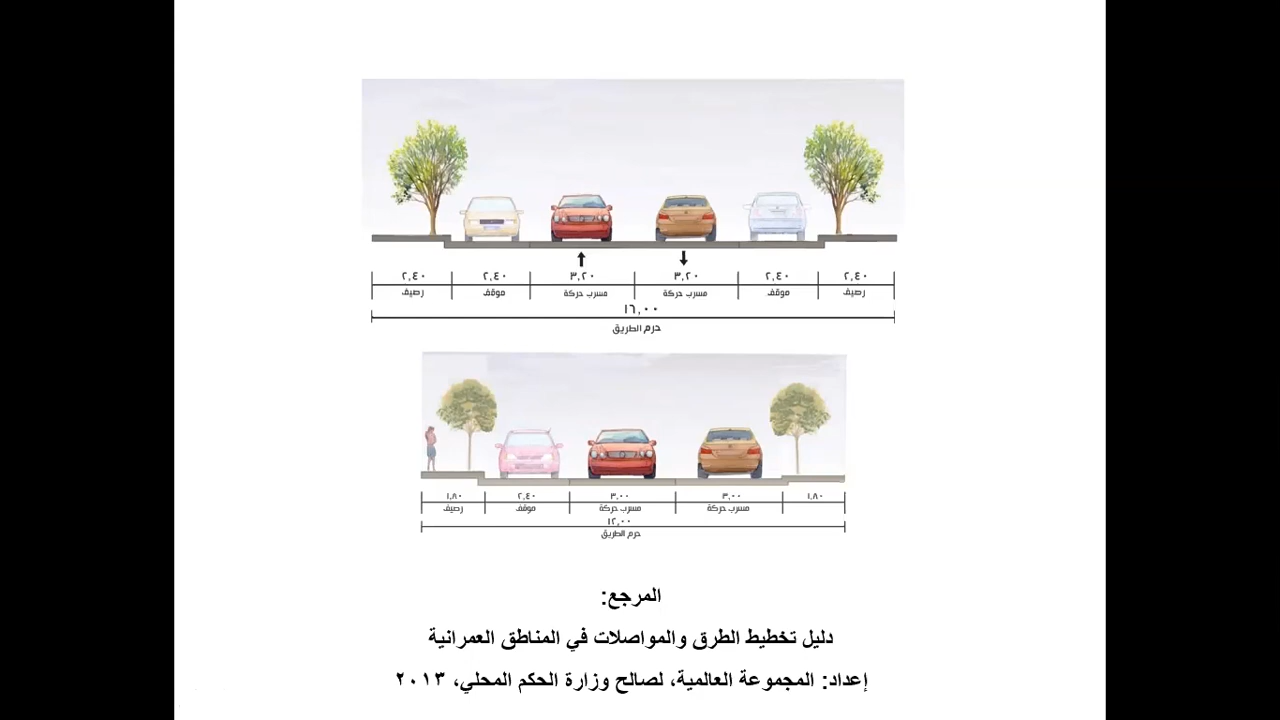 ٢,٤٠ ٢,٤٠ ٣,٢٠ ٣,٢٠ ٢,٤٠ ٢,٤٠
رصيف موقف مسرب حركة مسرب حركة موقف رصيف
١٦,٠٠
حرم الطريق
١,٨٠ ٢,٤٠ ٣,٠٠ ٣,٠٠ ١,٨٠
رصيف موقف مسرب حركة مسرب حركة
١٢,٠٠
حرم الطريق
المرجع:
دليل تخطيط الطرق والمواصلات في المناطق العمرانية
إعداد: المجموعة العالمية، لصالح وزارة الحكم المحلي، ٢٠١٣